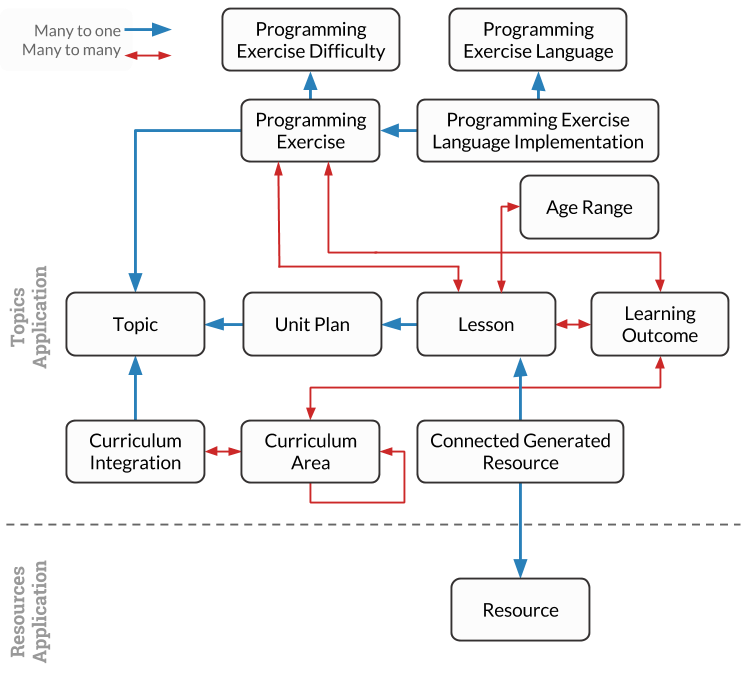 Many to one
Many to many
Programming
Exercise Difficulty
Programming
Exercise Language
Programming
Exercise
Programming Exercise
Language Implementation
Age Range
Topics
Application
Topic
Unit Plan
Lesson
Learning
Outcome
Curriculum
Integration
Curriculum
Area
Connected Generated
Resource
Resources
Application
Resource